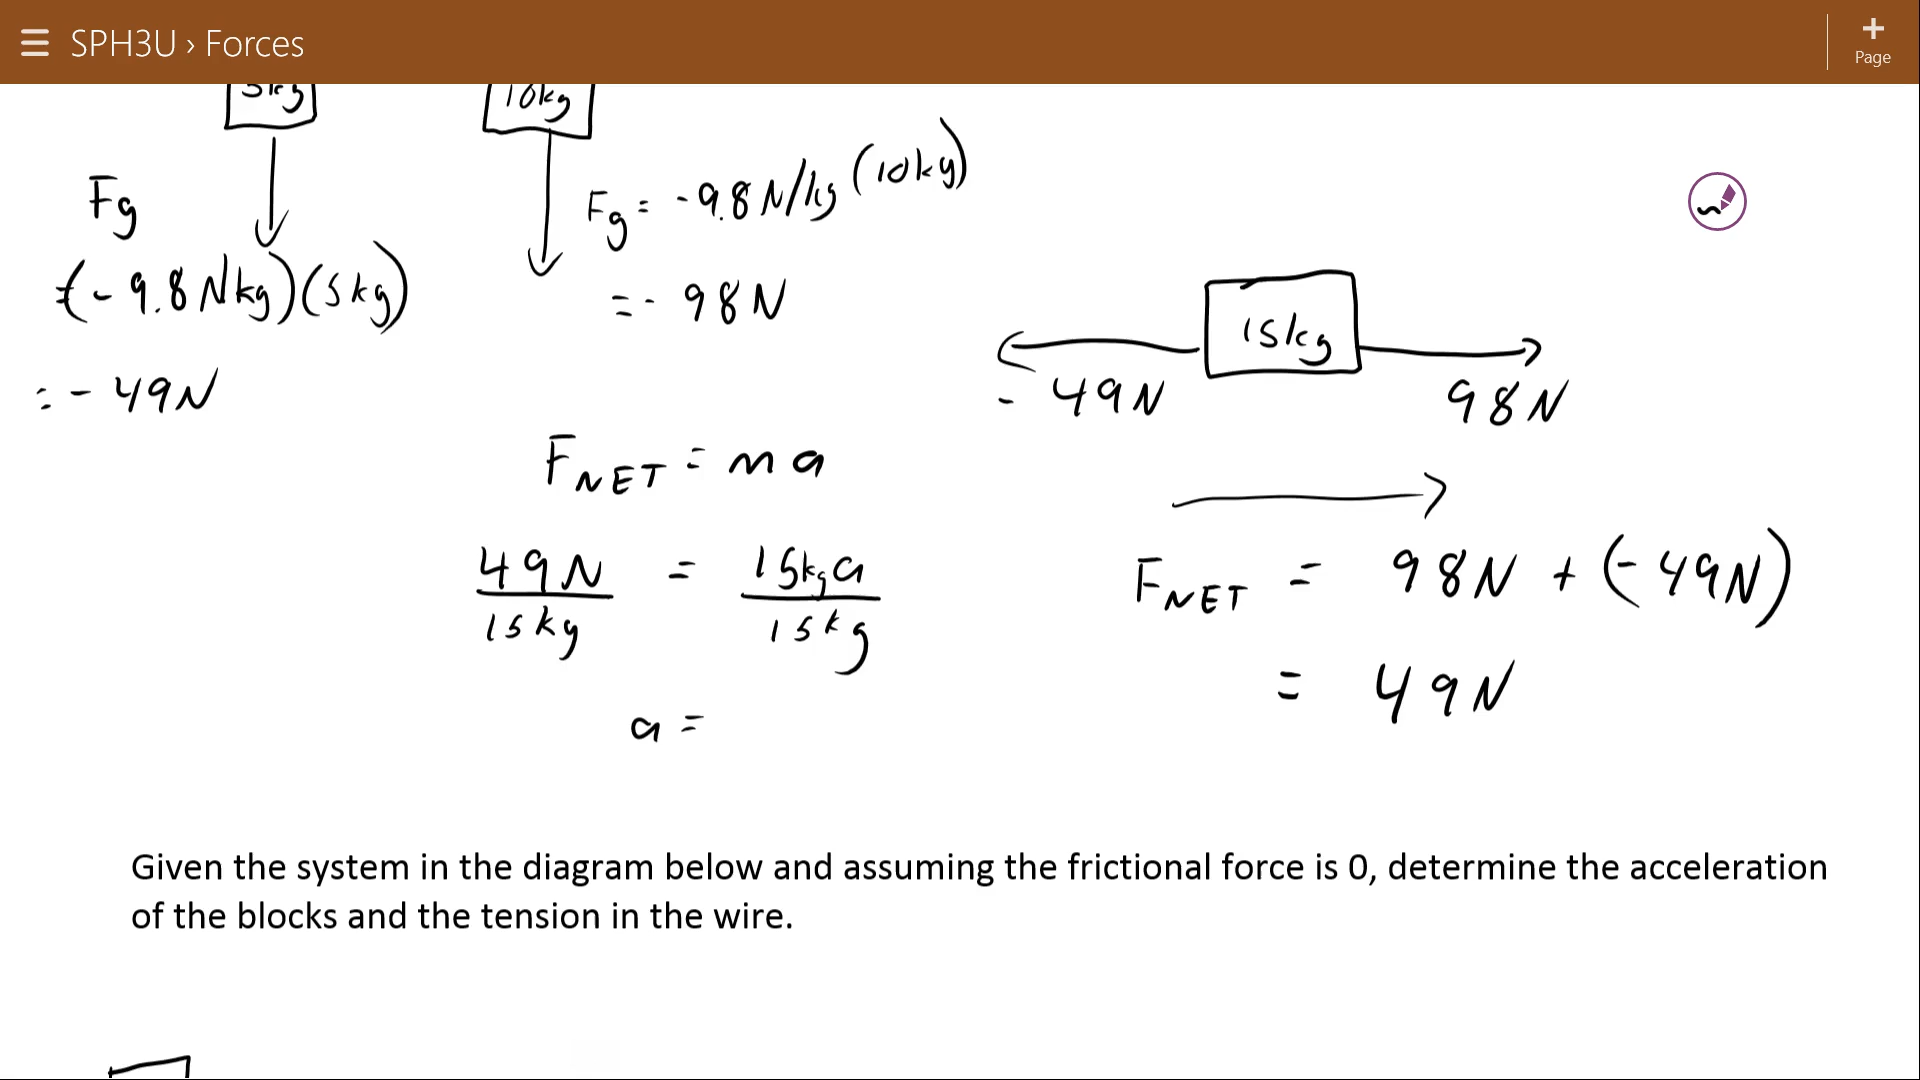 SPH3U › Forces
+
Page
5kg
10kg
Fg
Fg = -9.8 N/kg (10kg)
= (-9.8 Nkg)(5kg)
= - 98 N
= - 49N
15kg
- 49N
98N
FNET = ma
49N = 15kga
15kg 15kg
FNET = 98N + (-49N)
= 49N
a =
Given the system in the diagram below and assuming the frictional force is 0, determine the acceleration
of the blocks and the tension in the wire.